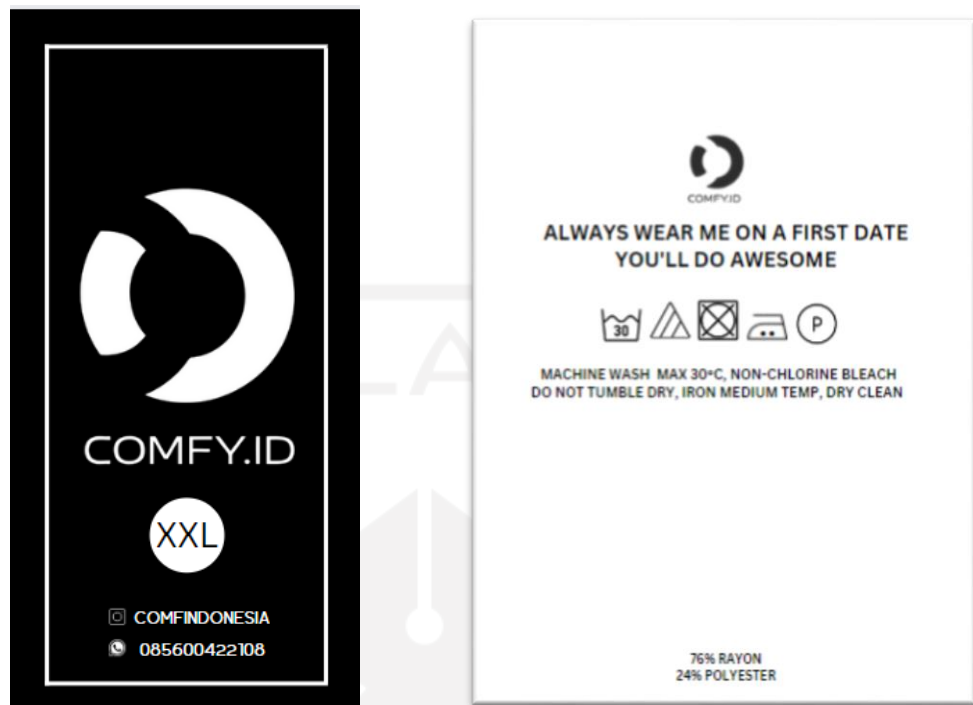 COMFY.ID
XXL
COMFINDONESIA
085600422108
COMFY.ID
ALWAYS WEAR ME ON A FIRST DATE
YOU'LL DO AWESOME
30
P
MACHINE WASH MAX 30°C, NON-CHLORINE BLEACH
DO NOT TUMBLE DRY, IRON MEDIUM TEMP, DRY CLEAN
76% RAYON
24% POLYESTER